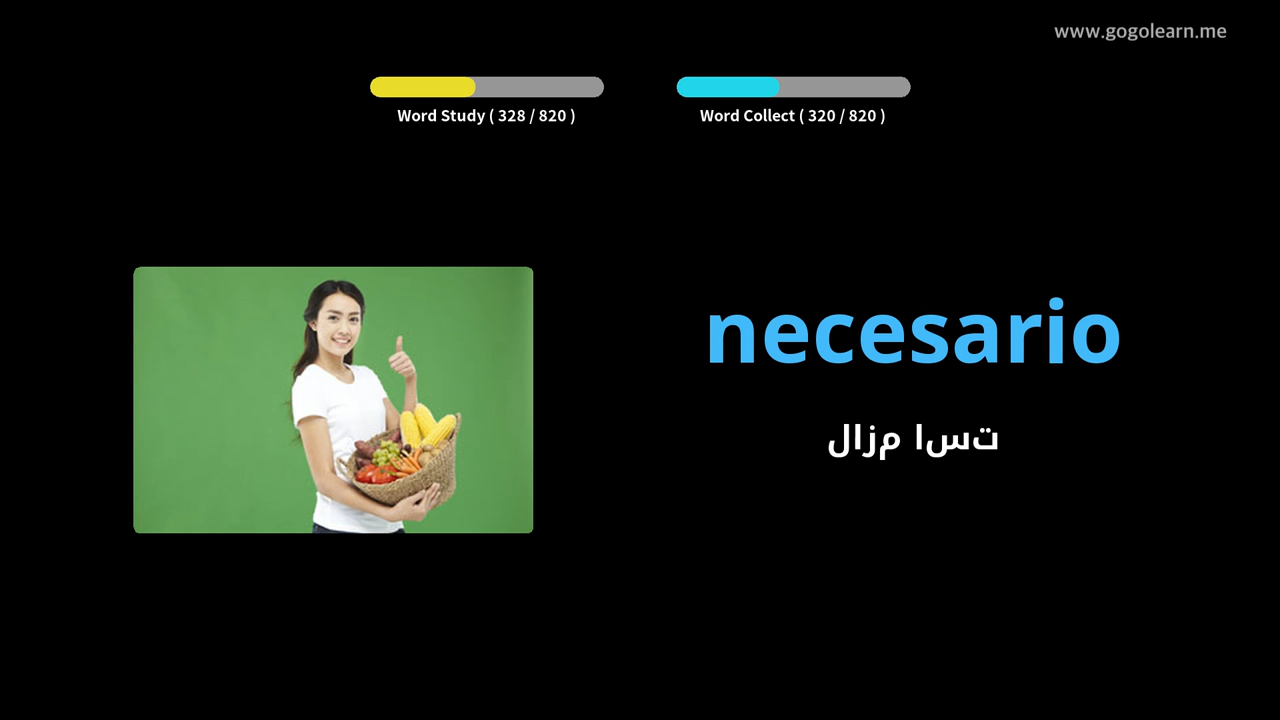 www.gogolearn.me
Word Study ( 328 / 820 )
Word Collect ( 320 / 820 )
necesario
لازم است